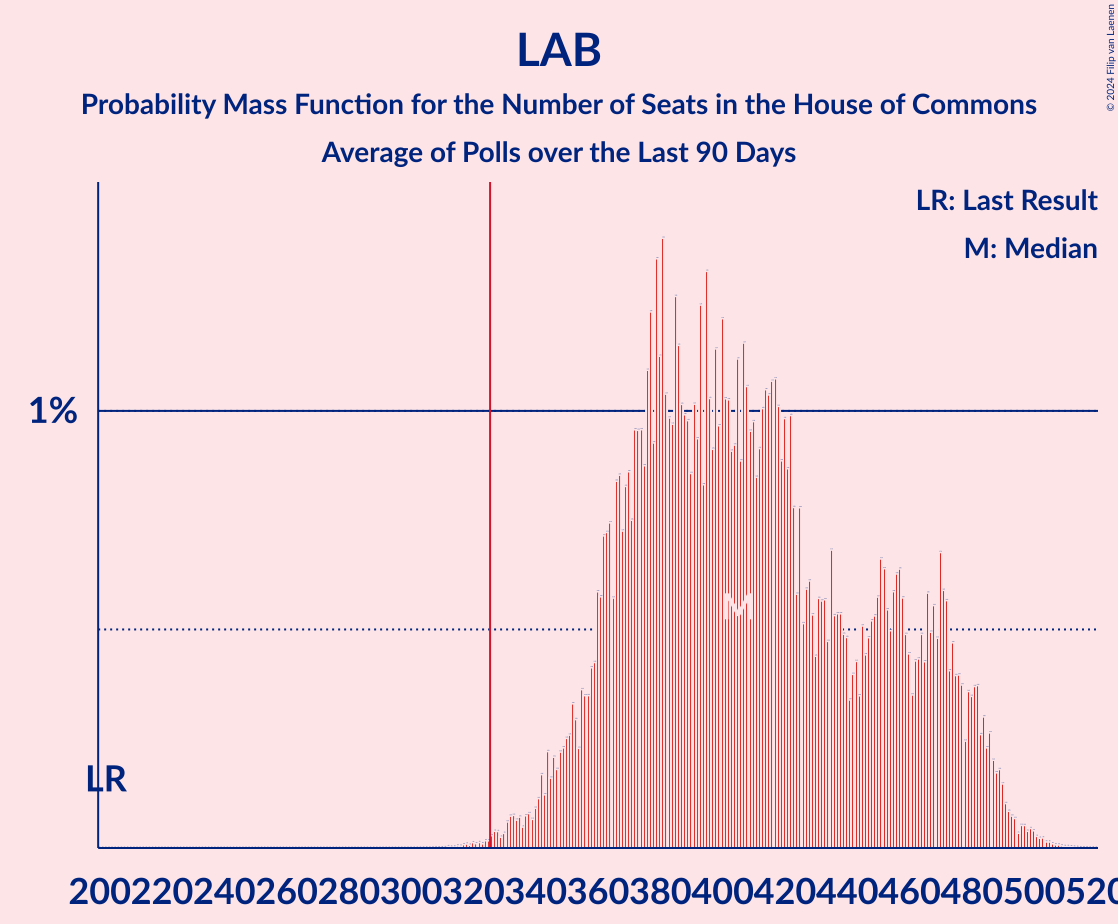 LAB
Probability Mass Function for the Number of Seats in the House of Commons
Average of Polls over the Last 90 Days
© 2024 Filip van Laenen
LR: Last Result
M: Median
1%
M
LR
200220240260280300320340360380400420440460480500520